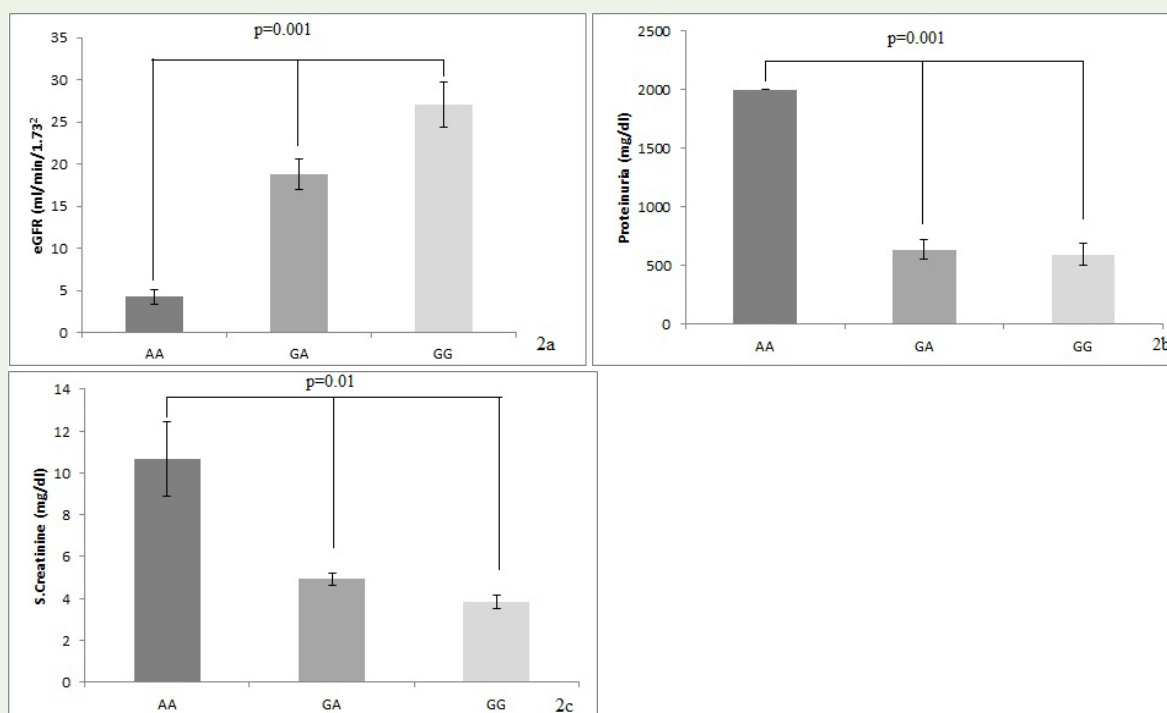 p=0.001
eGFR (ml/min/1.73²
35
30
25
20
15
10
5
0
AA GA GG
2a
p=0.001
Proteinuria (mg/dl)
2500
2000
1500
1000
500
0
AA GA GG
2b
p=0.01
S.Creatinine (mg/dl)
14
12
10
8
6
4
2
0
AA GA GG
2c